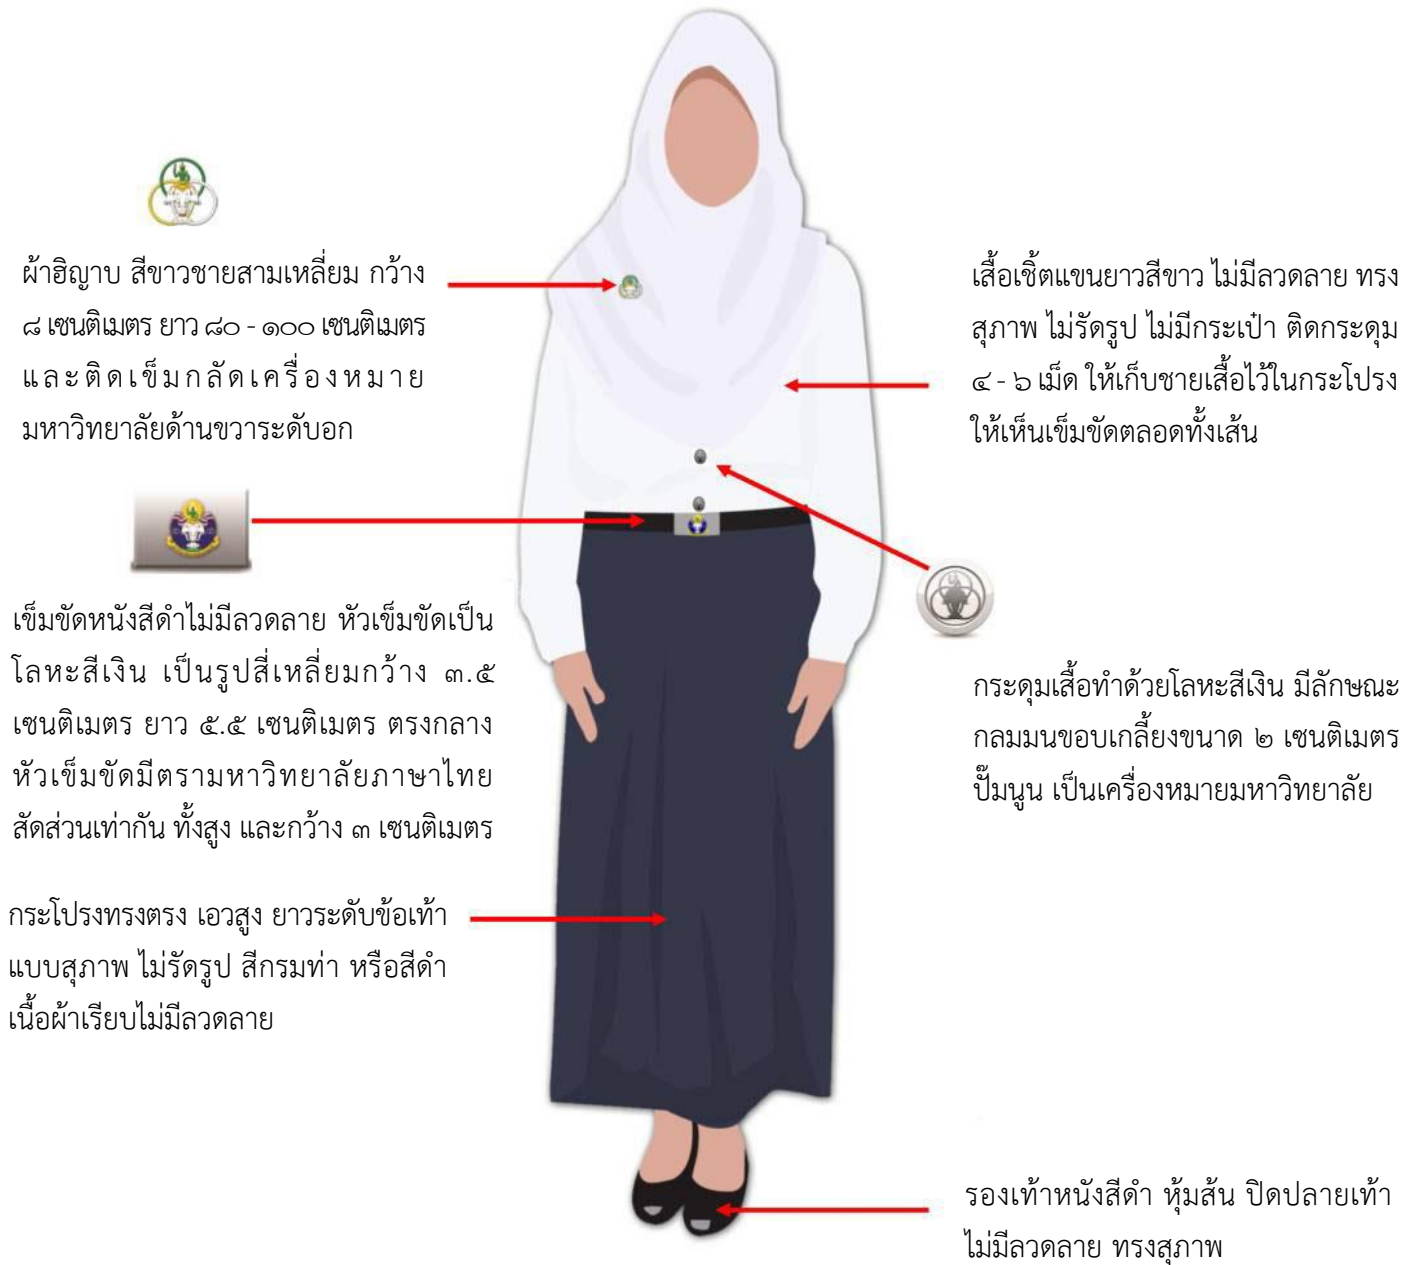 ผ้าฮิญาบ สีขาวชายสามเหลี่ยม กว้าง
๘ เซนติเมตร ยาว ๘๐ - ๑๐๐ เซนติเมตร
และติดเข็มกลัดเครื่องหมาย
มหาวิทยาลัยด้านขวาระดับอก
เสื้อเชิ้ตแขนยาวสีขาว ไม่มีลวดลาย ทรง
สุภาพ ไม่รัดรูป ไม่มีกระเป๋า ติดกระดุม
๔ - ๖ เม็ด ให้เก็บชายเสื้อไว้ในกระโปรง
ให้เห็นเข็มขัดตลอดทั้งเส้น
เข็มขัดหนังสีดำไม่มีลวดลาย หัวเข็มขัดเป็น
โลหะสีเงิน เป็นรูปสี่เหลี่ยมกว้าง ๓.๕
เซนติเมตร ยาว ๕.๕ เซนติเมตร ตรงกลาง
หัวเข็มขัดมีตรามหาวิทยาลัยภาษาไทย
สัดส่วนเท่ากัน ทั้งสูง และกว้าง ๓ เซนติเมตร
กระดุมเสื้อทำด้วยโลหะสีเงิน มีลักษณะ
กลมมนขอบเกลี้ยงขนาด ๒ เซนติเมตร
ปั๊มนูน เป็นเครื่องหมายมหาวิทยาลัย
กระโปรงทรงตรง เอวสูง ยาวระดับข้อเท้า
แบบสุภาพ ไม่รัดรูป สีกรมท่า หรือสีดำ
เนื้อผ้าเรียบไม่มีลวดลาย
รองเท้าหนังสีดำ หุ้มส้น ปิดปลายเท้า
ไม่มีลวดลาย ทรงสุภาพ